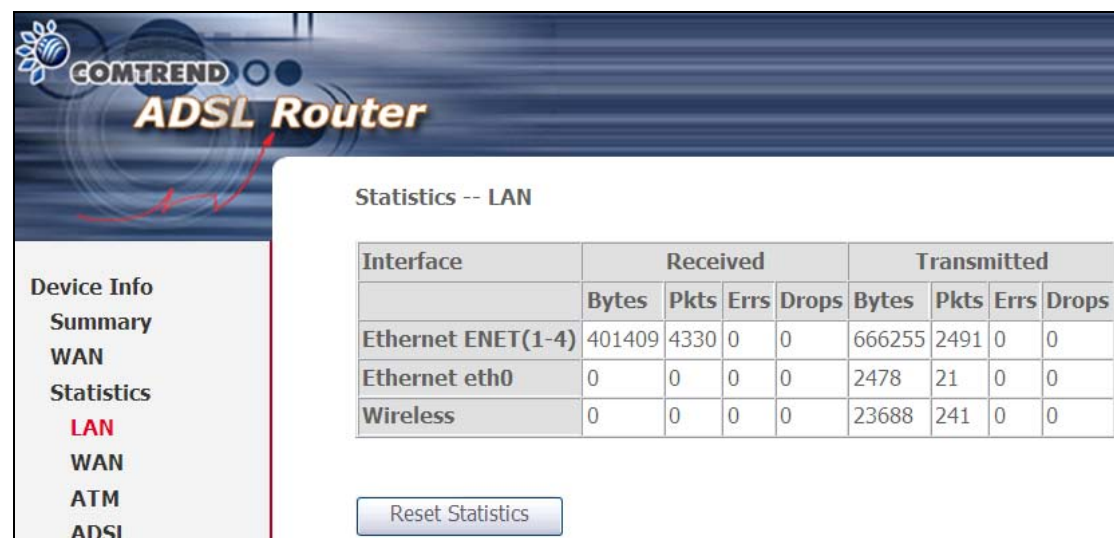 COMTREND
ADSL Router
Device Info
Summary
WAN
Statistics
LAN
WAN
ATM
ADSL
Statistics -- LAN
Interface Received Transmitted
Bytes Pkts Errs Drops Bytes Pkts Errs Drops
Ethernet ENET(1-4) 401409 4330 0 0 666255 2491 0 0
Ethernet eth0 0 0 0 0 2478 21 0 0
Wireless 0 0 0 0 23688 241 0 0
Reset Statistics